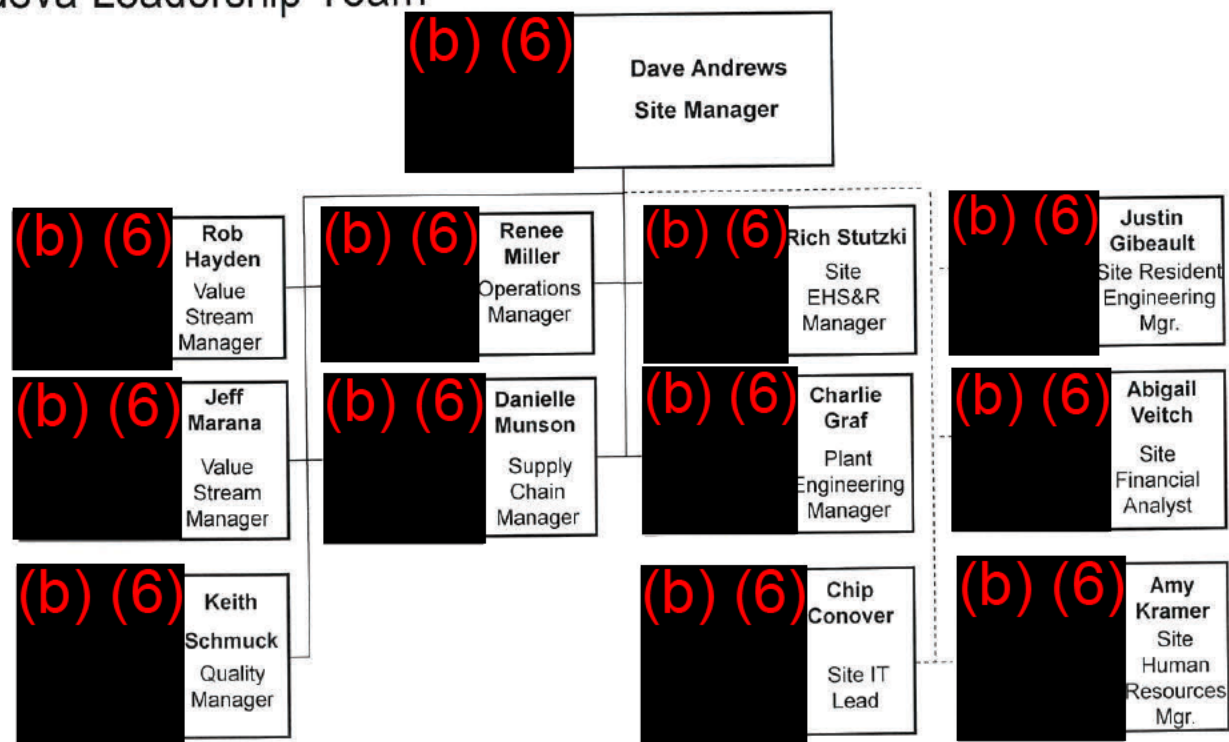 Leadership Team
(b) (6)
Dave Andrews
Site Manager
(b) (6)
Rob
Hayden
Value
Stream
Manager
(b) (6)
Renee
Miller
Operations
Manager
(b) (6)
Rich Stutzki
Site
EHS&R
Manager
(b) (6)
Justin
Gibeault
Site Resident
Engineering
Mgr.
(b) (6)
Jeff
Marana
Value
Stream
Manager
(b) (6)
Danielle
Munson
Supply
Chain
Manager
(b) (6)
Charlie
Graf
Plant
Engineering
Manager
(b) (6)
Abigail
Veitch
Site
Financial
Analyst
(b) (6)
Keith
Schmuck
Quality
Manager
(b) (6)
Chip
Conover
Site IT
Lead
(b) (6)
Amy
Kramer
Site
Human
Resources
Mgr.